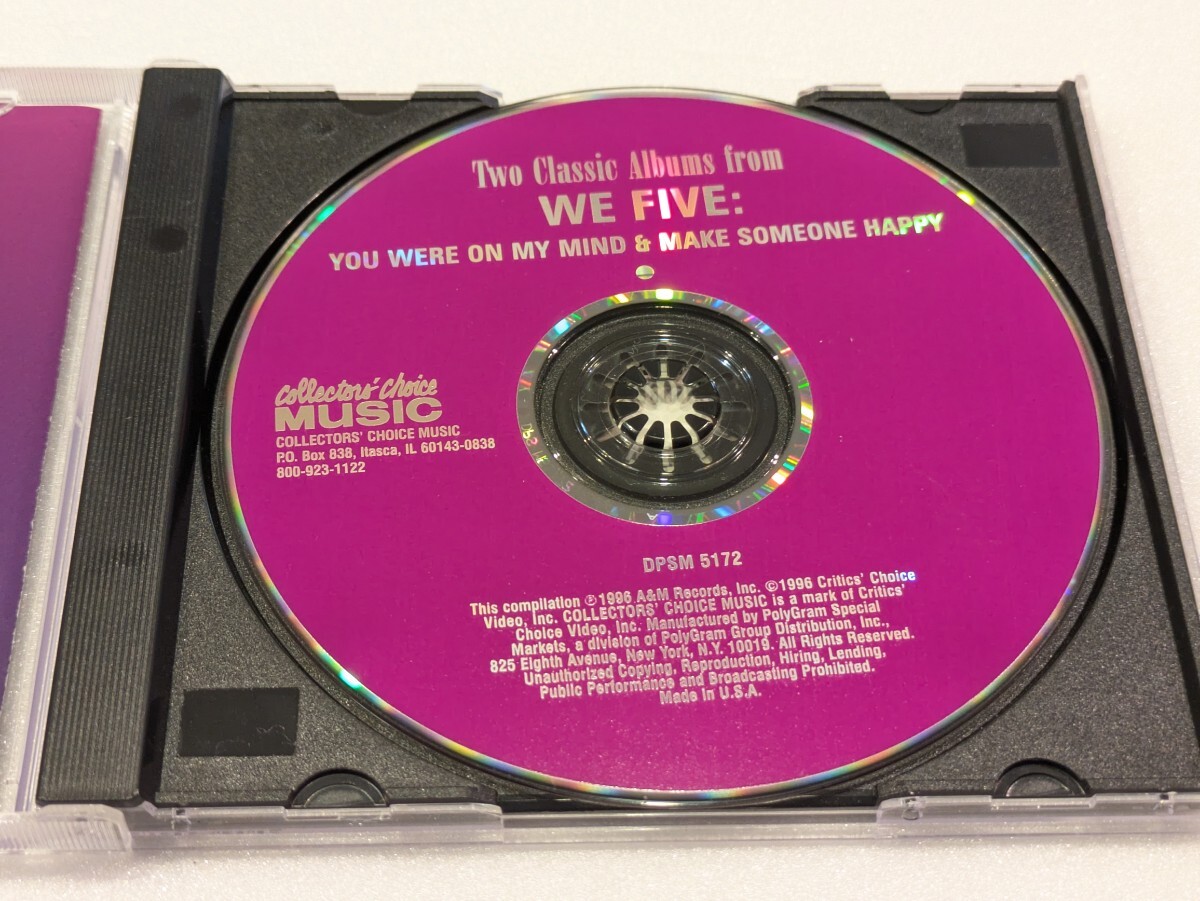 Two Classic Albums from
WE FIVE:
YOU WERE ON MY MIND & MAKE SOMEONE HAPPY
collectors' choice
MUSIC
COLLECTORS' CHOICE MUSIC
P.O. Box 838, Itasca, IL 60143-0838
800-923-1122
DPSM 5172
This compilation ℗1996 A&M Records, Inc. ©1996 Critics' Choice
Video, Inc. COLLECTORS' CHOICE MUSIC is a mark of Critics'
Choice Video, Inc. Manufactured by PolyGram Special
Markets, a division of PolyGram Group Distribution, Inc.,
825 Eighth Avenue, New York, N.Y. 10019. All Rights Reserved.
Unauthorized Copying, Reproduction, Hiring, Lending,
Public Performance and Broadcasting Prohibited.
Made in U.S.A.